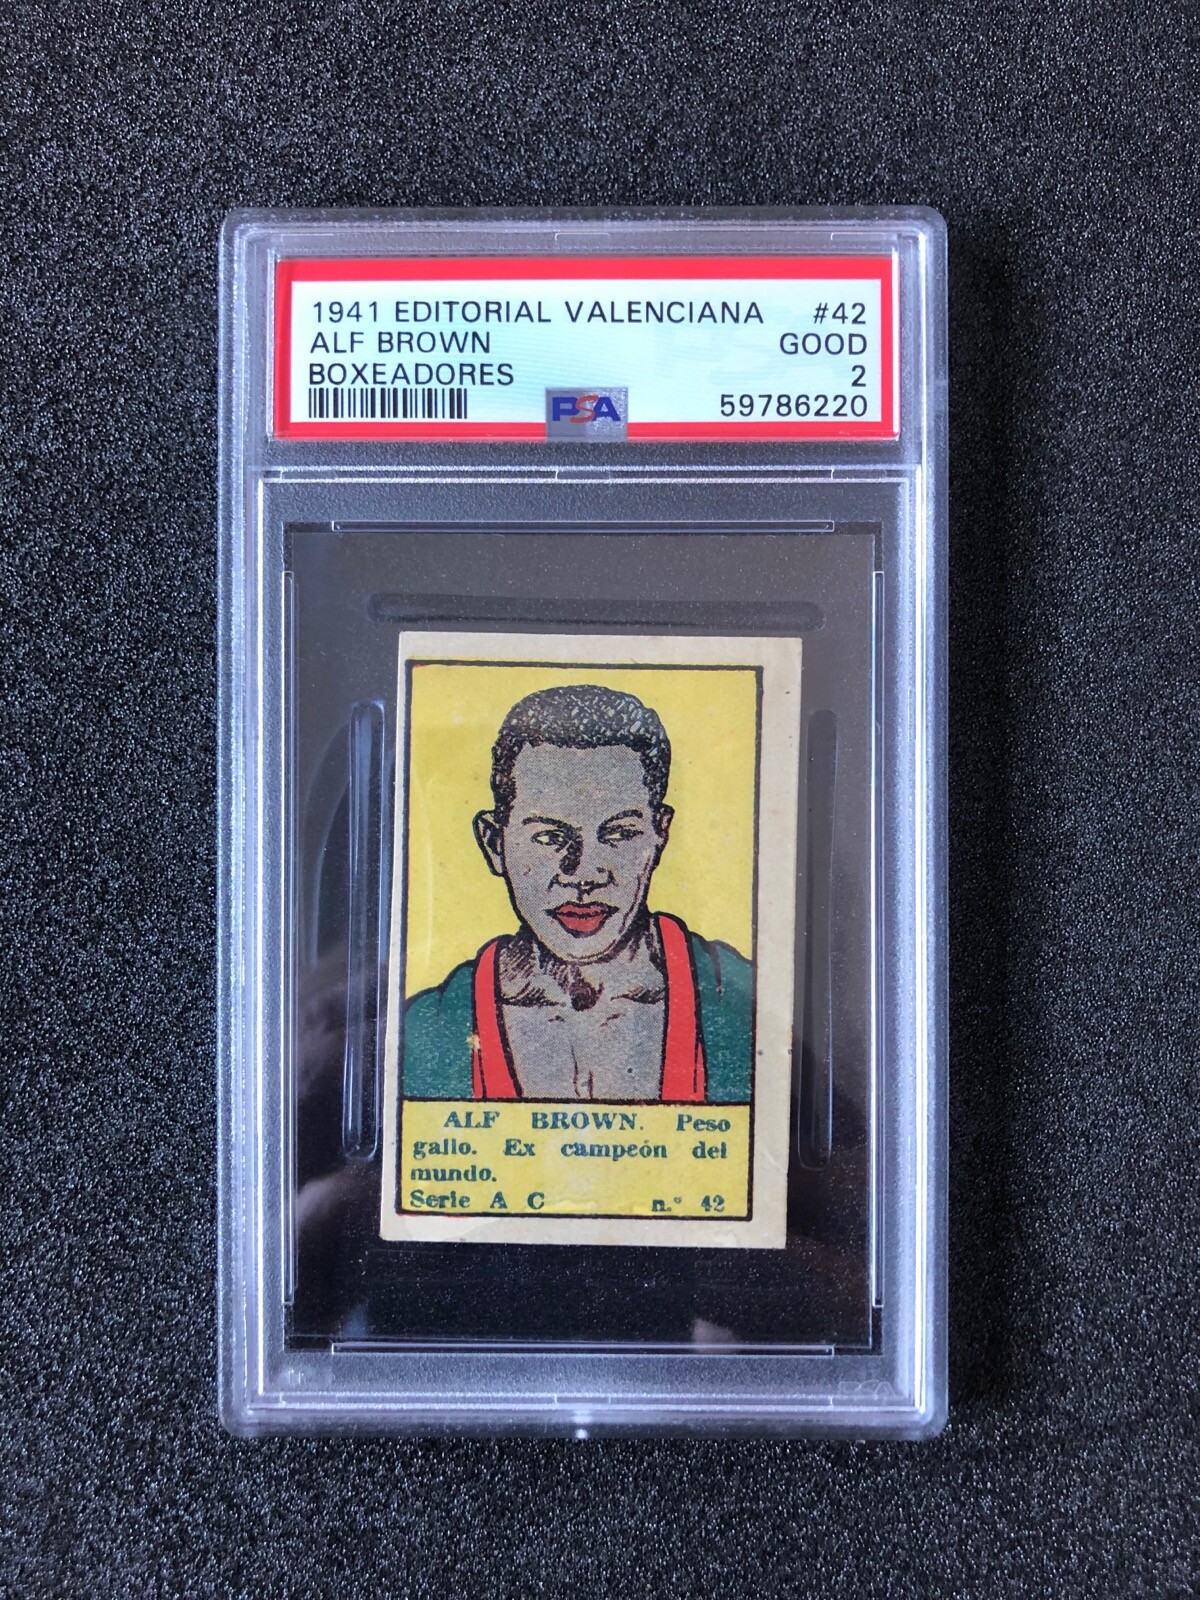 1941 EDITORIAL VALENCIANA #42
ALF BROWN GOOD
BOXEADORES 2
PSA 59786220
ALF BROWN. Peso
gallo. Ex campeón del
mundo.
Serie A C n.° 42